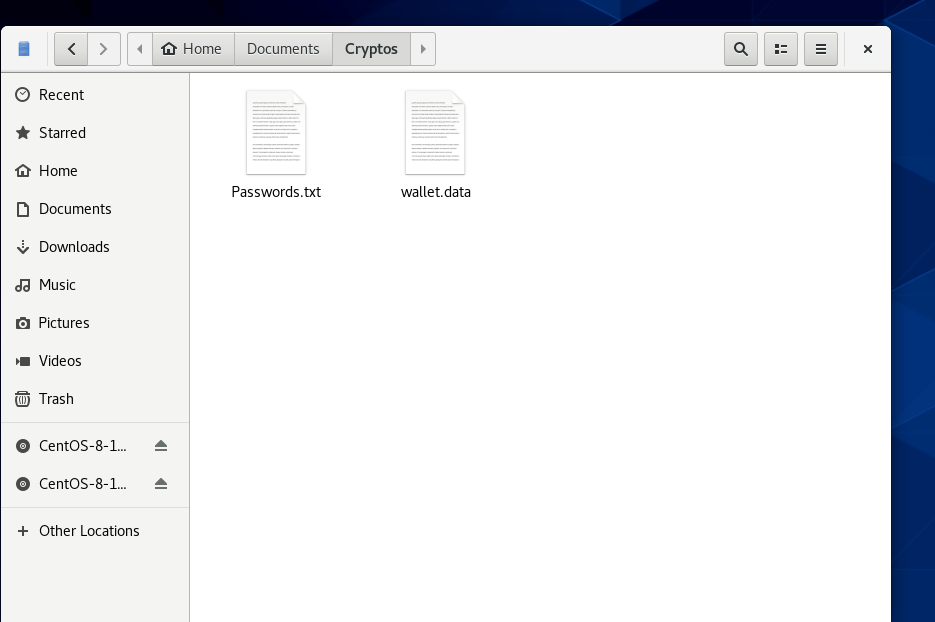 Home
Documents
Cryptos
Recent
Starred
Home
Documents
Downloads
Music
Pictures
Videos
Trash
CentOS-8-1...
CentOS-8-1...
Other Locations
Passwords.txt
wallet.data